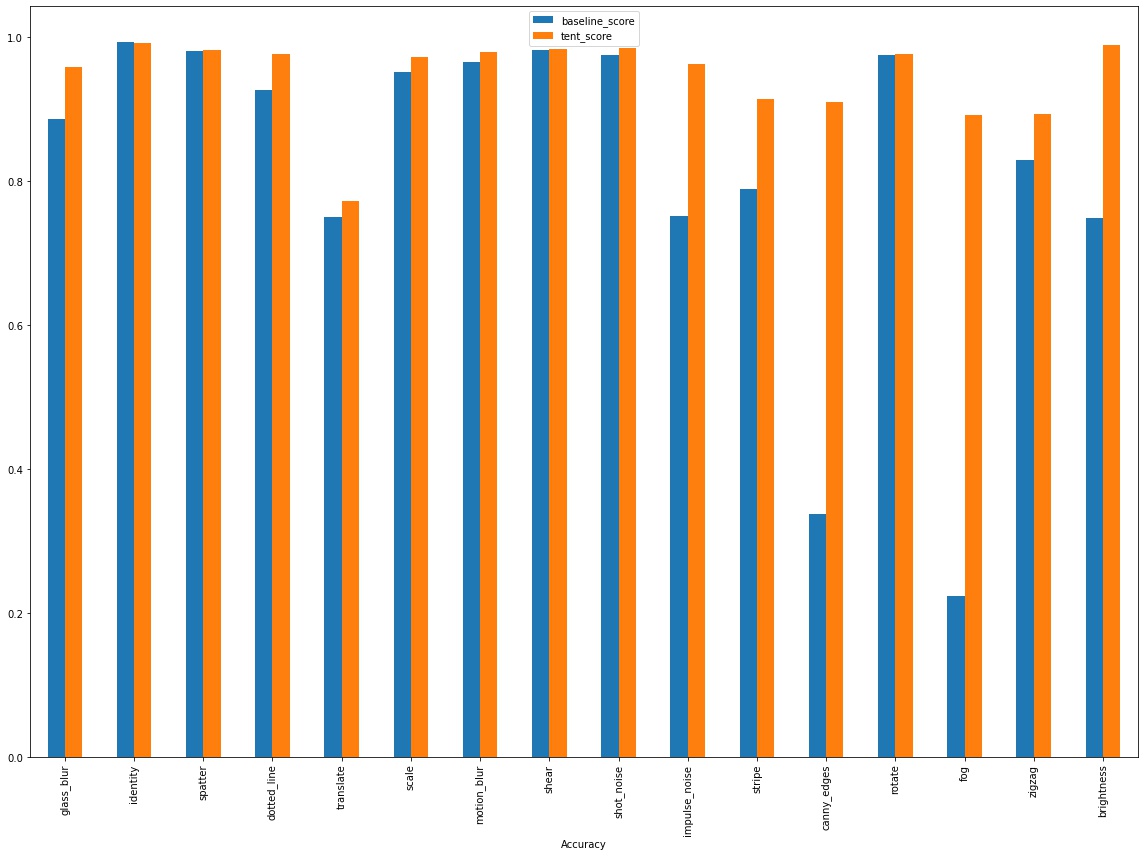 baseline_score
tent_score
1.0
0.8
0.6
0.4
0.2
0.0
glass_blur
identity
spatter
dotted_line
translate
scale
motion_blur
shear
shot_noise
impulse_noise
stripe
canny_edges
rotate
fog
zigzag
brightness
Accuracy